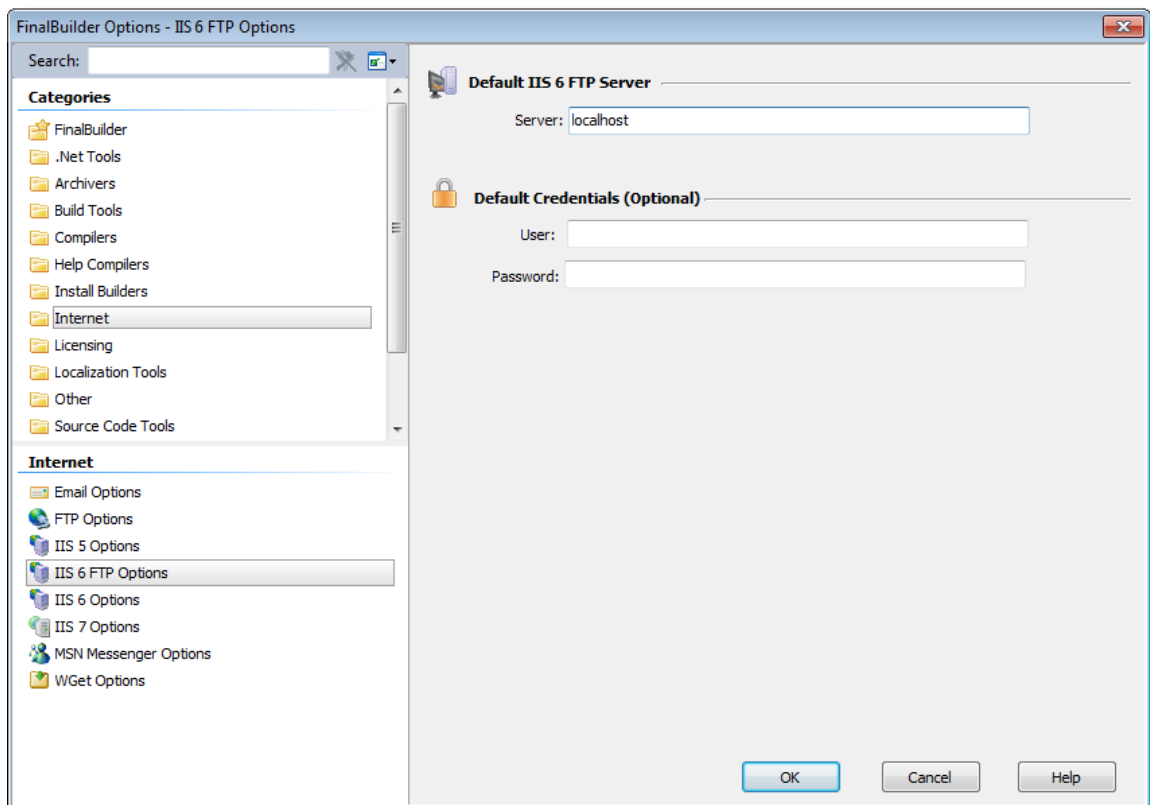 FinalBuilder Options - IIS 6 FTP Options
Search:
Categories
FinalBuilder
.Net Tools
Archivers
Build Tools
Compilers
Help Compilers
Install Builders
Internet
Licensing
Localization Tools
Other
Source Code Tools
Internet
Email Options
FTP Options
IIS 5 Options
IIS 6 FTP Options
IIS 6 Options
IIS 7 Options
MSN Messenger Options
WGet Options
Default IIS 6 FTP Server
Server: localhost
Default Credentials (Optional)
User:
Password:
OK Cancel Help